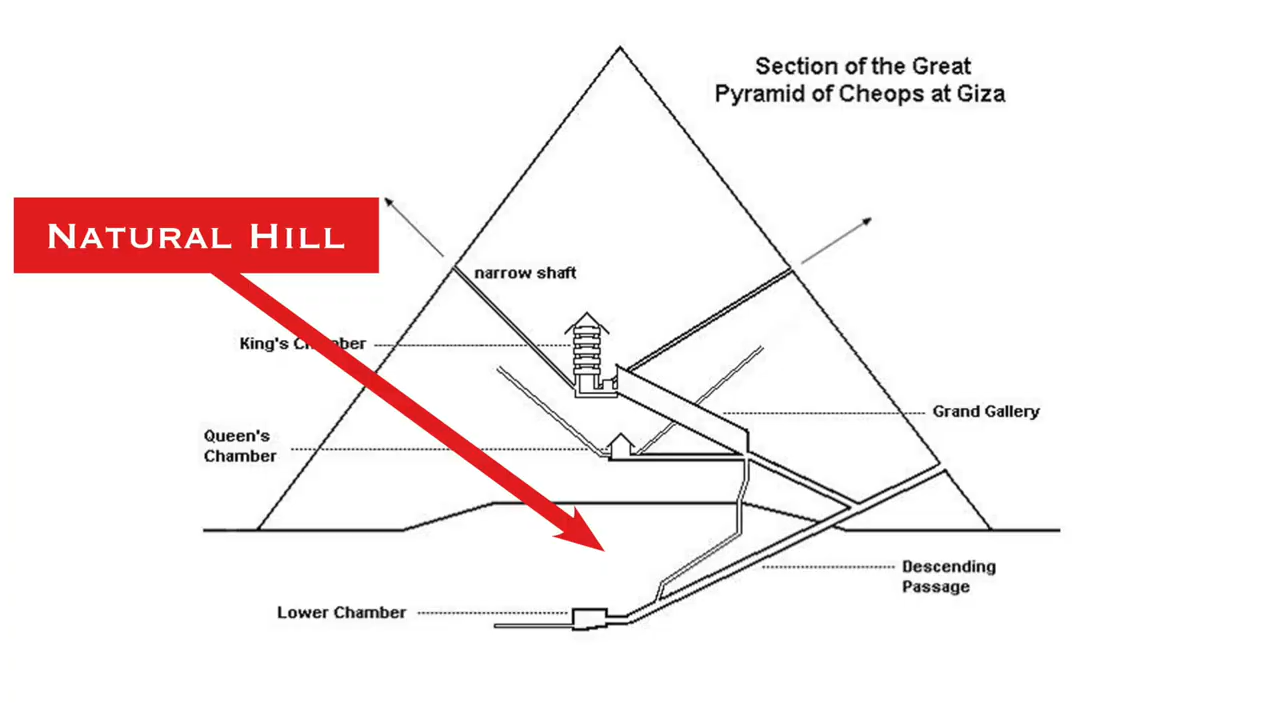 Section of the Great
Pyramid of Cheops at Giza
NATURAL HILL
narrow shaft
King's Chamber
Grand Gallery
Queen's
Chamber
Descending
Passage
Lower Chamber